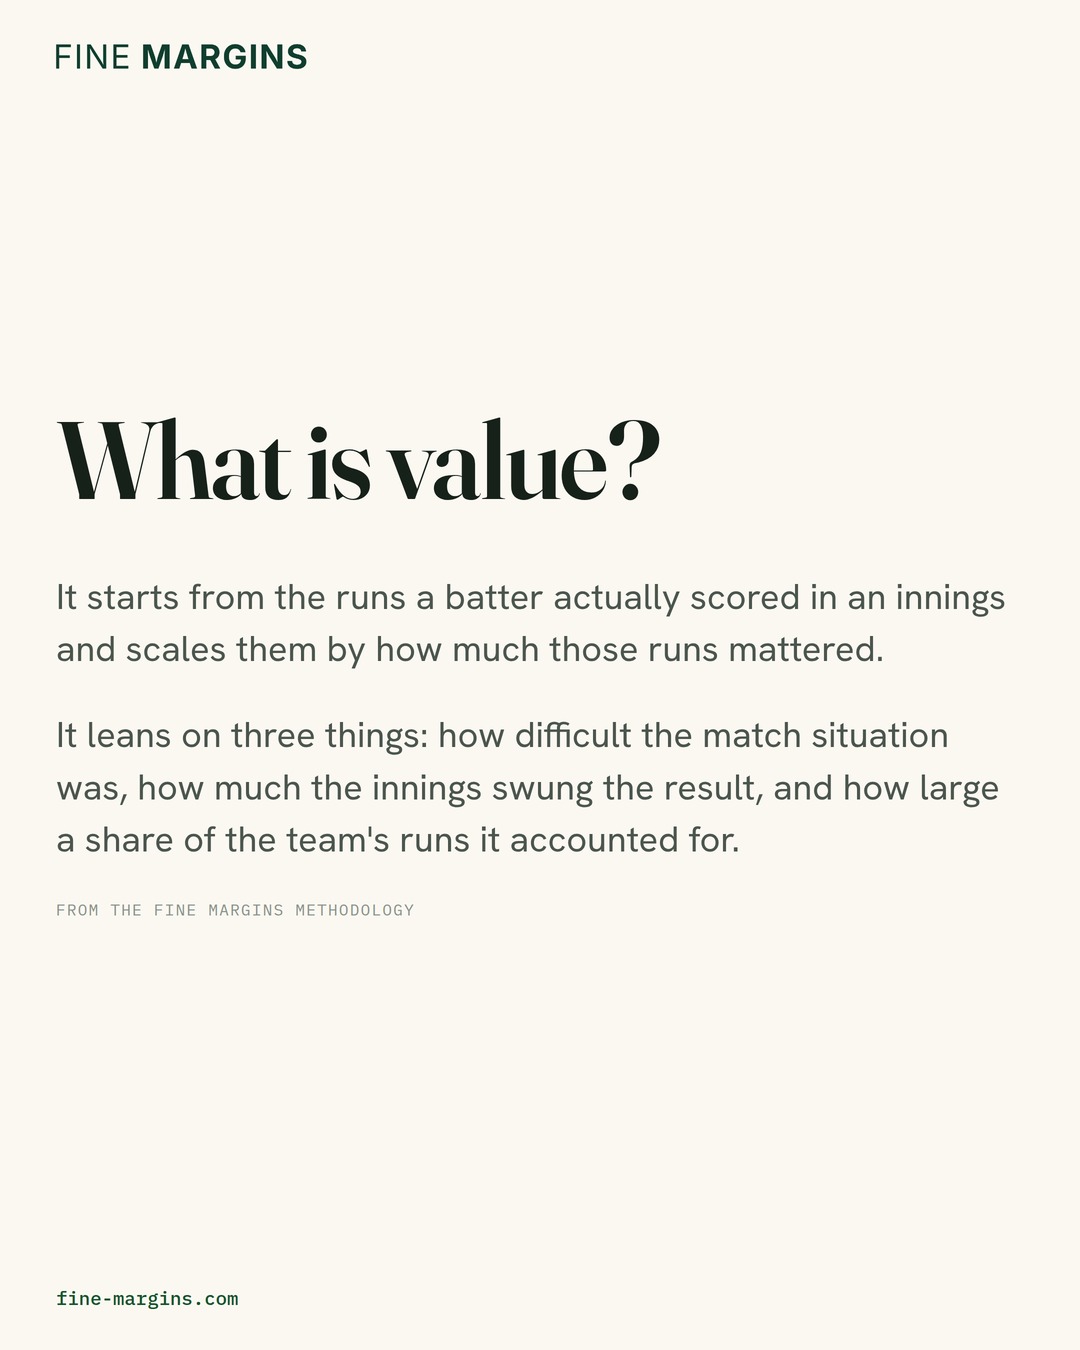 FINE MARGINS
What is value?
It starts from the runs a batter actually scored in an innings
and scales them by how much those runs mattered.
It leans on three things: how difficult the match situation
was, how much the innings swung the result, and how large
a share of the team's runs it accounted for.
FROM THE FINE MARGINS METHODOLOGY
fine-margins.com